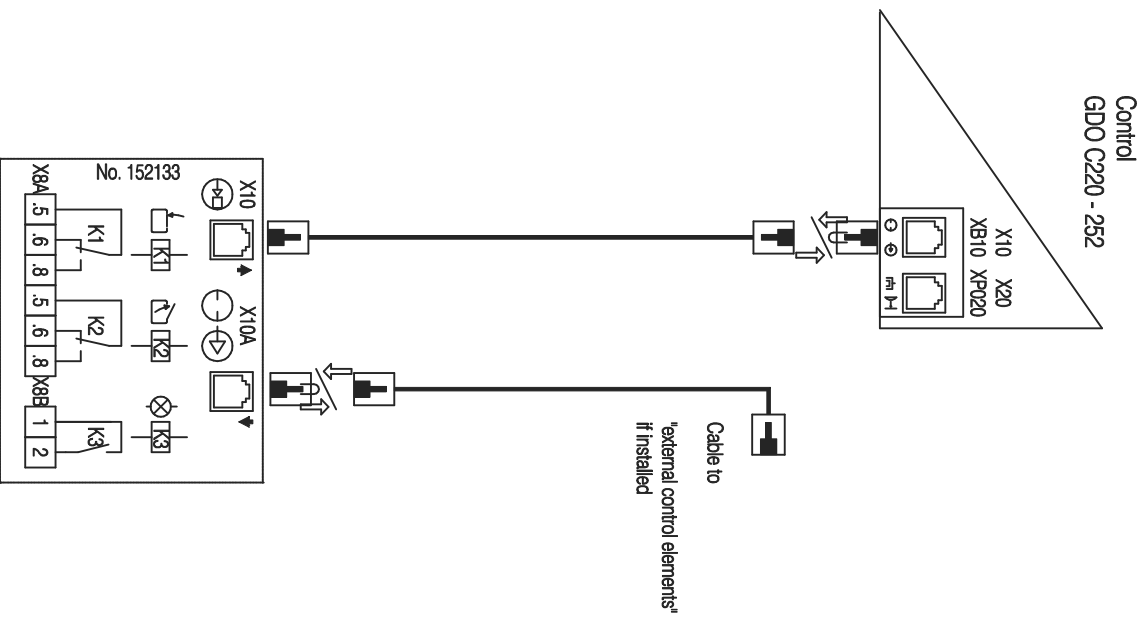 Control
GDO C220 - 252
X10
XB10
X20
XP020
No. 152133
X10
X10A
X8A
.5
.6
.8
.5
.6
.8
X8B
1
2
K1
K1
K2
K2
K3
K3
Cable to
"external control elements"
if installed